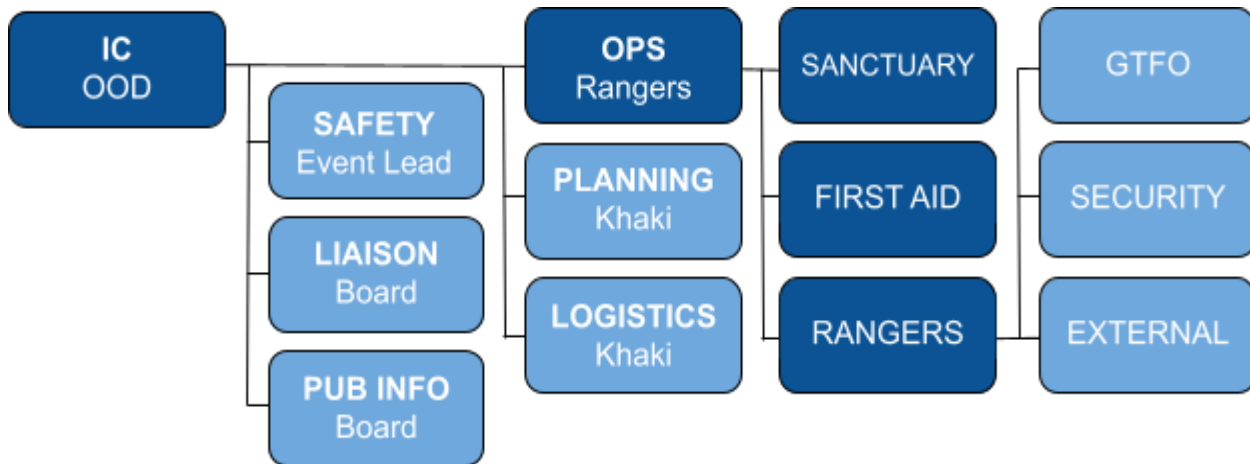 IC
OOD
SAFETY
Event Lead
LIAISON
Board
PUB INFO
Board
OPS
Rangers
PLANNING
Khaki
LOGISTICS
Khaki
SANCTUARY
FIRST AID
RANGERS
GTFO
SECURITY
EXTERNAL